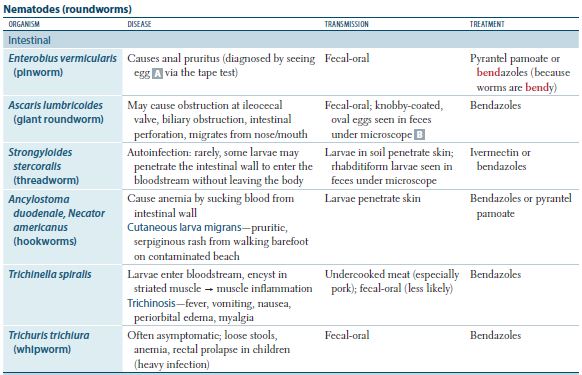 Nematodes (roundworms)
ORGANISM DISEASE TRANSMISSION TREATMENT
Intestinal
Enterobius vermicularis (pinworm)
Causes anal pruritus (diagnosed by seeing
egg A via the tape test)
Fecal-oral
Pyrantel pamoate or
bendazoles (because
worms are bendy)
Ascaris lumbricoides
(giant roundworm)
May cause obstruction at ileocecal
valve, biliary obstruction, intestinal
perforation, migrates from nose/mouth
Fecal-oral; knobby-coated,
oval eggs seen in feces
under microscope B
Bendazoles
Strongyloides
stercoralis
(threadworm)
Autoinfection: rarely, some larvae may
penetrate the intestinal wall to enter the
bloodstream without leaving the body
Larvae in soil penetrate skin;
rhabditiform larvae seen in
feces under microscope
Ivermectin or
bendazoles
Ancylostoma
duodenale, Necator
americanus
(hookworms)
Cause anemia by sucking blood from
intestinal wall
Cutaneous larva migrans—pruritic,
serpiginous rash from walking barefoot
on contaminated beach
Larvae penetrate skin
Bendazoles or pyrantel
pamoate
Trichinella spiralis
Larvae enter bloodstream, encyst in
striated muscle → muscle inflammation
Trichinosis—fever, vomiting, nausea,
periorbital edema, myalgia
Undercooked meat (especially
pork); fecal-oral (less likely)
Bendazoles
Trichuris trichiura
(whipworm)
Often asymptomatic; loose stools,
anemia, rectal prolapse in children
(heavy infection)
Fecal-oral
Bendazoles